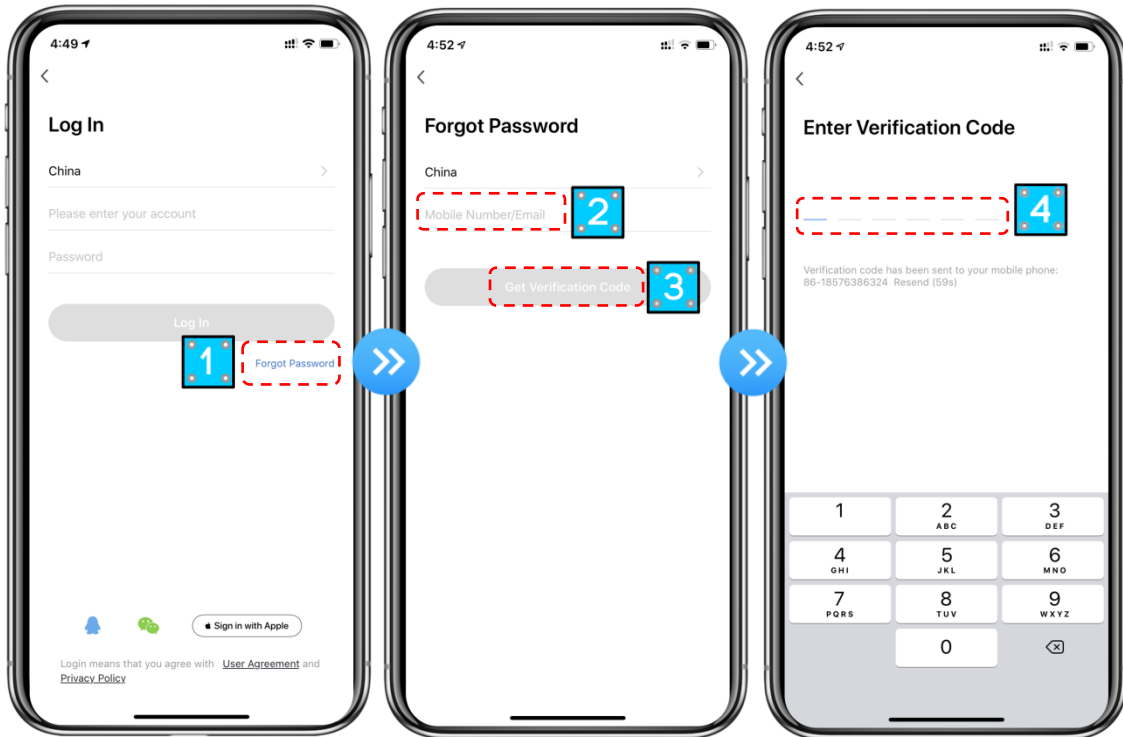 4:49
Log In
China
Please enter your account
Password
Log In
1
Forgot Password
Sign in with Apple
Login means that you agree with User Agreement and
Privacy Policy
4:52
Forgot Password
China
Mobile Number/Email
2
Get Verification Code
3
4:52
Enter Verification Code
4
Verification code has been sent to your mobile phone:
86-18576386324 Resend (59s)
1
2
ABC
3
DEF
4
GHI
5
JKL
6
MNO
7
PQRS
8
TUV
9
WXYZ
0